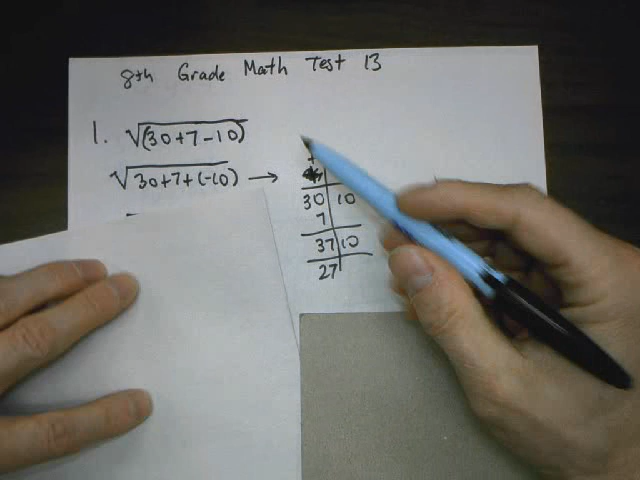 8th Grade Math Test 13
1. √(30+7-10)
√30+7+(-10) →
30 | 10
7
37 | 10
27